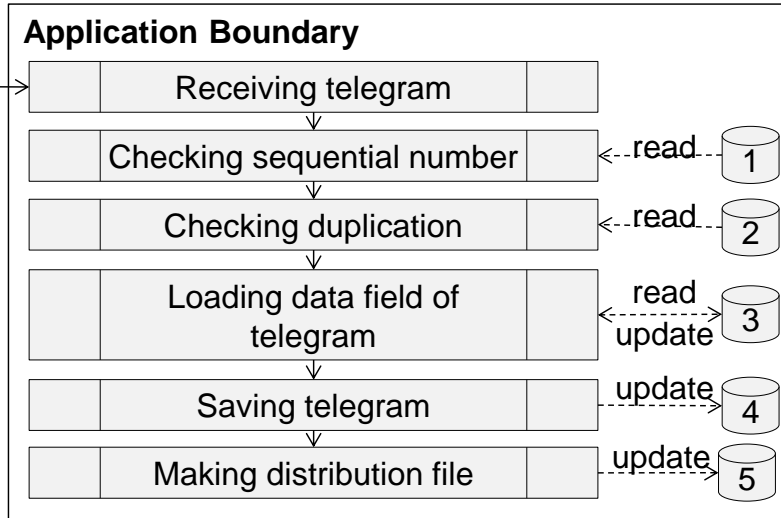 Application Boundary
Receiving telegram
Checking sequential number
read
1
Checking duplication
read
2
Loading data field of
telegram
read
update
3
Saving telegram
update
4
Making distribution file
update
5